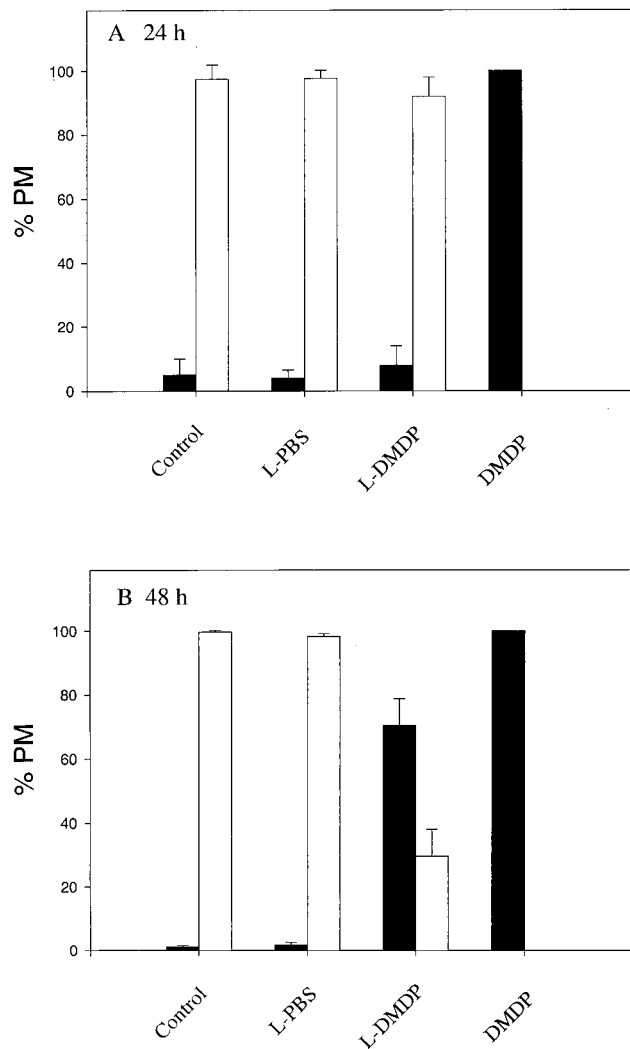 A 24 h
100
80
60
40
20
0
% PM
Control
L-PBS
L-DMDP
DMDP
B 48 h
100
80
60
40
20
0
% PM
Control
L-PBS
L-DMDP
DMDP